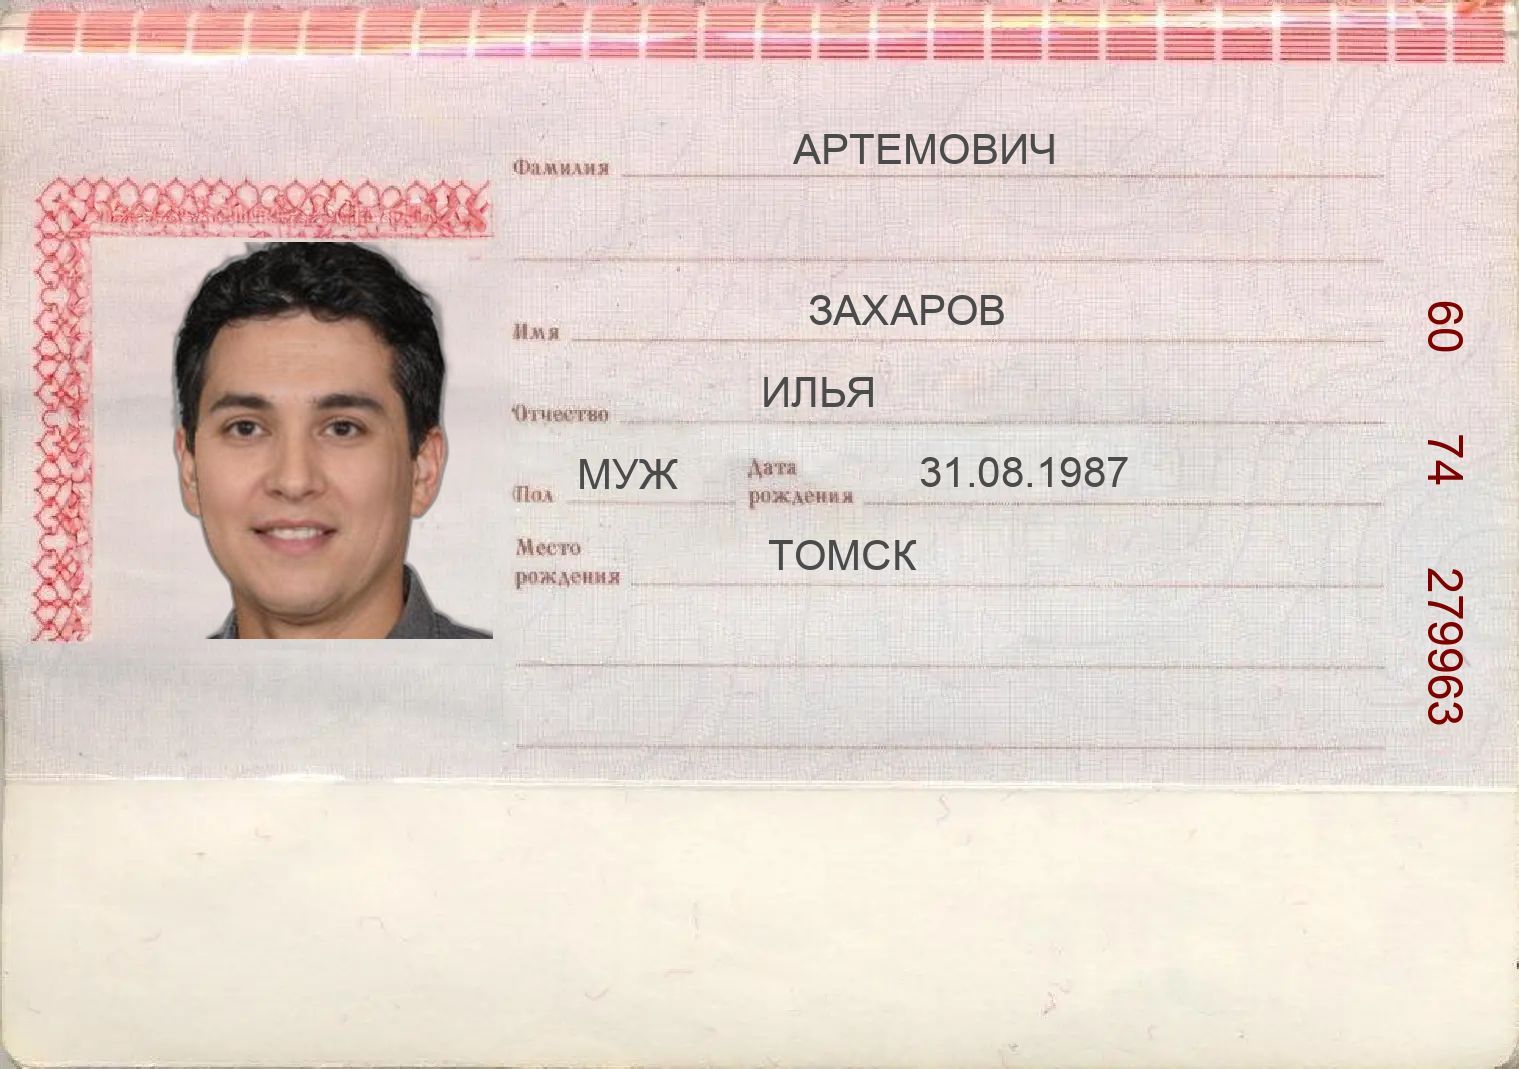 Фамилия АРТЕМОВИЧ
Имя ЗАХАРОВ
Отчество ИЛЬЯ
Пол МУЖ Дата рождения 31.08.1987
Место рождения ТОМСК
60 74 279963